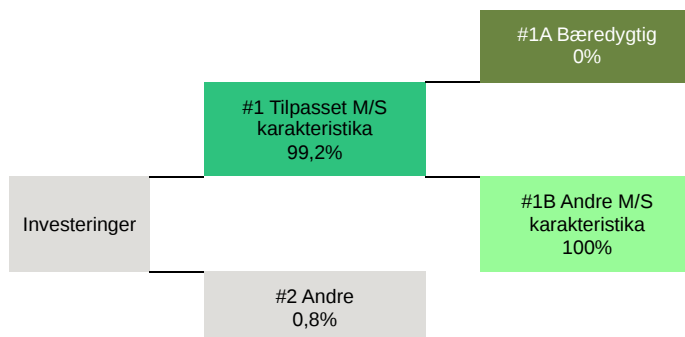 #1A Bæredygtig
0%
#1 Tilpasset M/S
karakteristika
99,2%
Investeringer
#1B Andre M/S
karakteristika
100%
#2 Andre
0,8%